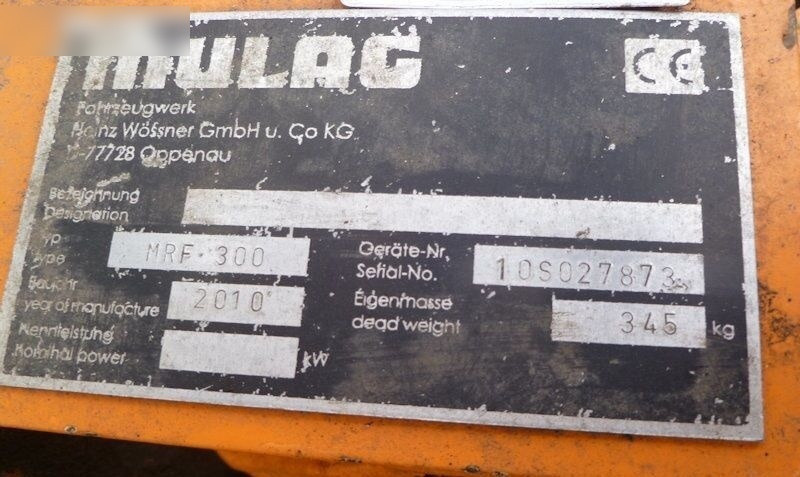 MULAG
CE
Fahrzeugwerk
Heinz Wössner GmbH u. Co KG
D-77728 Oppenau
Bezeichnung
Designation
Typ
type
MRF 300
Geräte-Nr.
Serial-No.
10S027873
Baujahr
year of manufacture
2010
Eigenmasse
dead weight
345 kg
Nennleistung
Nominal power
kW